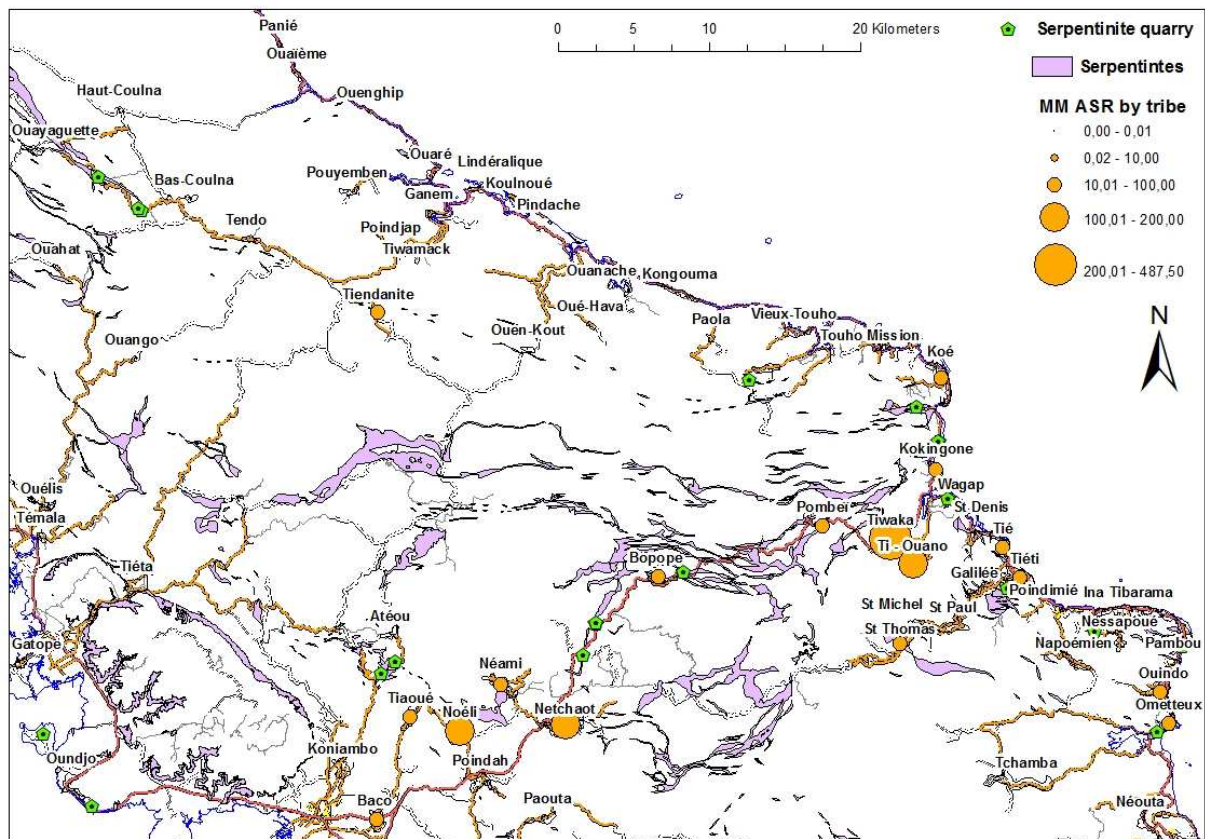 Panié
0 5 10 20 Kilometers
Serpentinite quarry
Ouaïème
Serpentintes
Haut-Coulna
Ouenghip
MM ASR by tribe
Ouayaguette
0,00 - 0,01
Ouaré
Lindéralique
0,02 - 10,00
Pouyemben
Bas-Coulna
Koulnoué
10,01 - 100,00
Ganem
Pindache
100,01 - 200,00
Tendo
Poindjap
Tiwamack
Ouahat
200,01 - 487,50
Ouanache
Kongouma
Tiendanite
Oué-Hava
N
Paola
Vieux-Touho
Ouen-Kout
Touho Mission
Ouango
Koé
Kokingone
Ouélis
Wagap
Témala
Pombeï
St Denis
Tiwaka
Tié
Ti - Ouano
Bopope
Tiéti
Tiéta
Galilée
Poindimié
Ina
Tibarama
St Michel
St Paul
Atéou
Nessapoué
St Thomas
Gatope
Napoémien
Pambou
Néami
Ouindo
Tiaoué
Noéli
Netchaot
Ometteux
Koniambo
Oundjo
Poindah
Tchamba
Baco
Paouta
Néouta